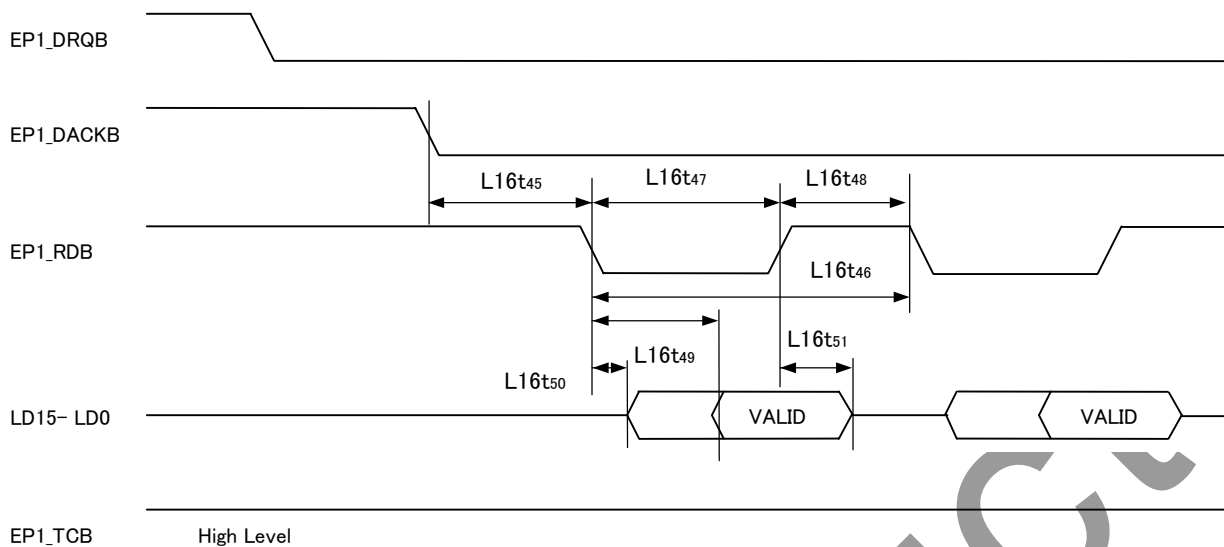 EP1_DRQB
EP1_DACKB
L16t45 L16t47 L16t48
EP1_RDB
L16t46
L16t51
L16t49
L16t50
LD15- LD0 VALID VALID
EP1_TCB High Level